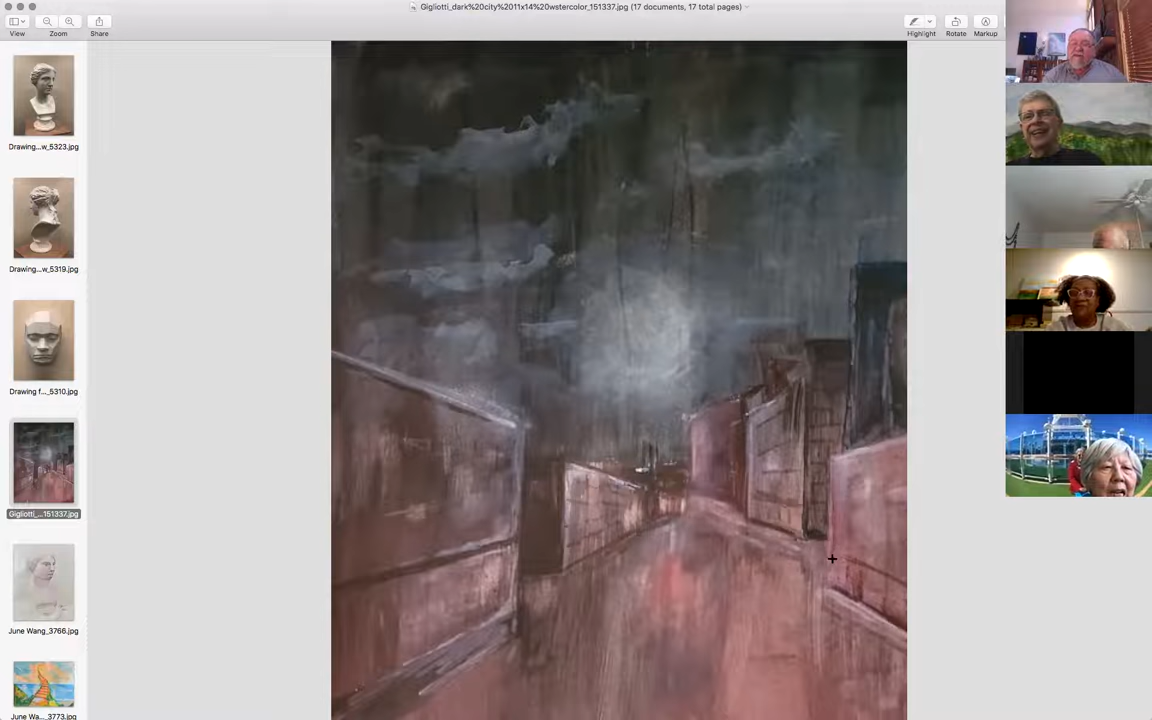 Gigliotti_dark%20city%2011x14%20wstercolor_151337.jpg (17 documents, 17 total pages)
View
Zoom
Share
Highlight
Rotate
Markup
Drawing...w_5323.jpg
Drawing...w_5319.jpg
Drawing f..._5310.jpg
Gigliotti_...151337.jpg
June Wang_3766.jpg
June Wa..._3773.jpg